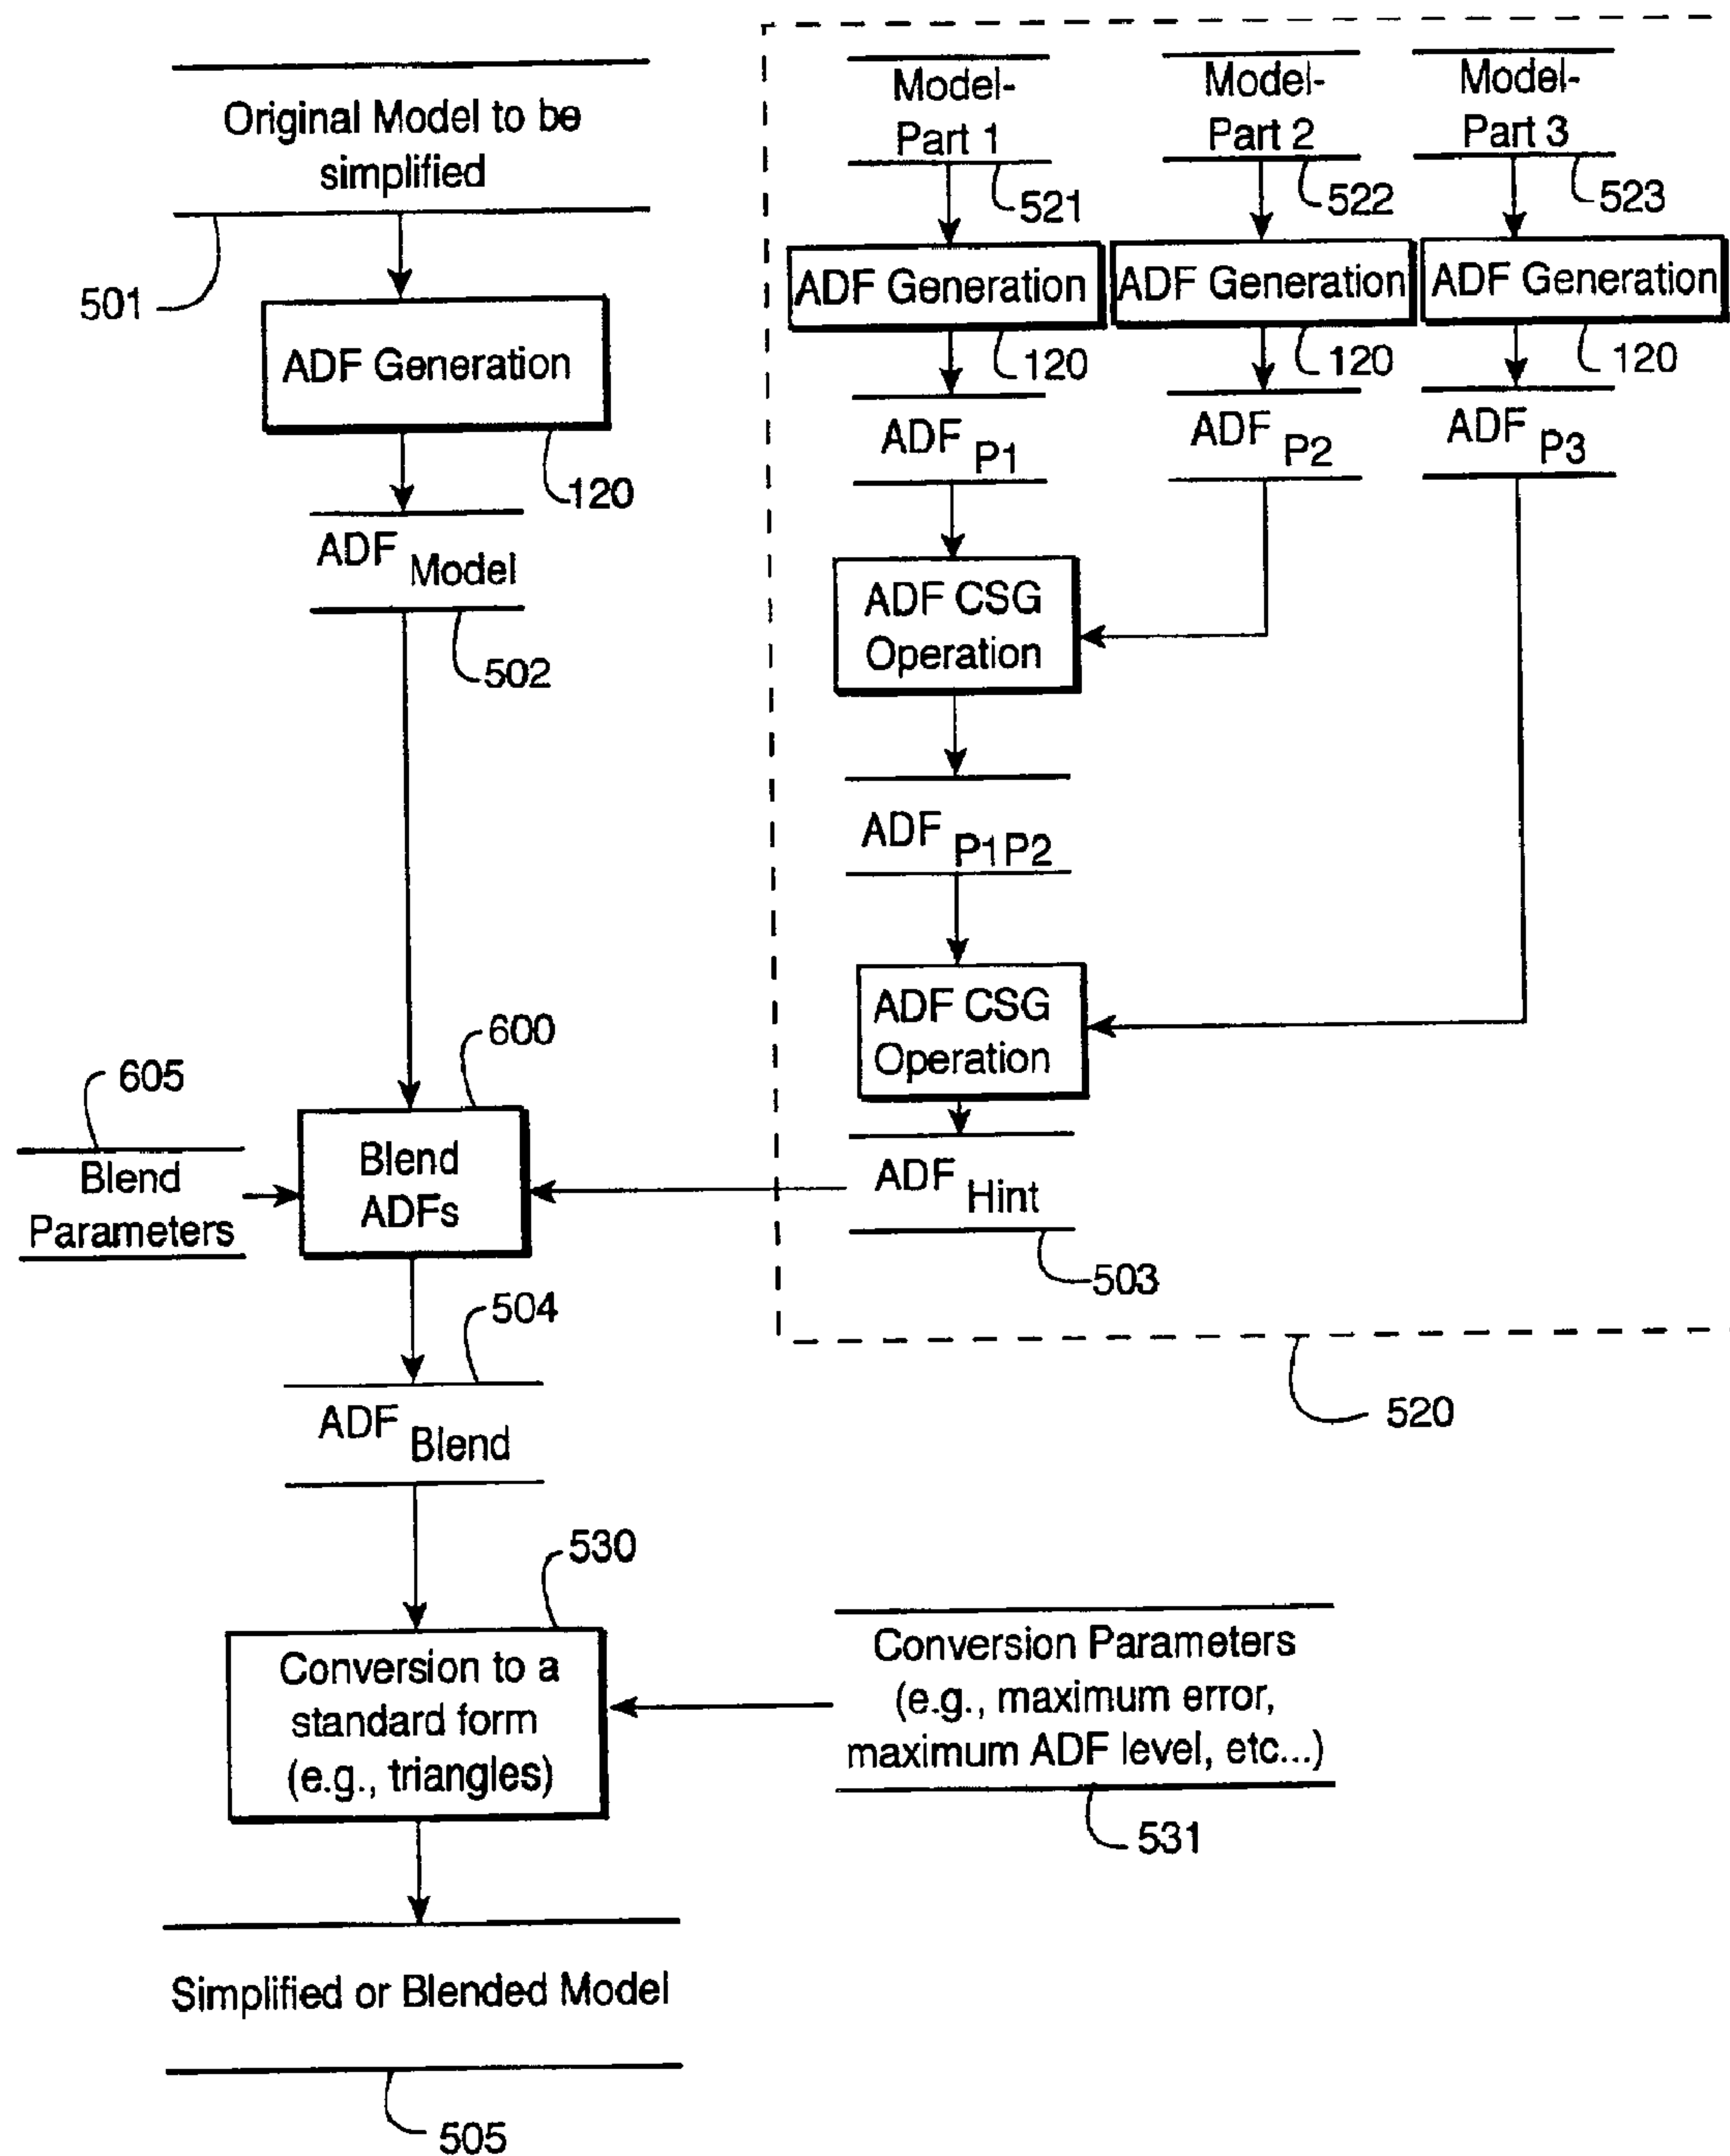 Original Model to be
simplified
501
ADF Generation
120
ADF Model
502
Model-
Part 1
521
Model-
Part 2
522
Model-
Part 3
523
ADF Generation
120
ADF Generation
120
ADF Generation
120
ADF P1
ADF P2
ADF P3
ADF CSG
Operation
ADF P1P2
ADF CSG
Operation
ADF Hint
503
520
600
605
Blend
Parameters
Blend
ADFs
504
ADF Blend
530
Conversion to a
standard form
(e.g., triangles)
Conversion Parameters
(e.g., maximum error,
maximum ADF level, etc...)
531
Simplified or Blended Model
505